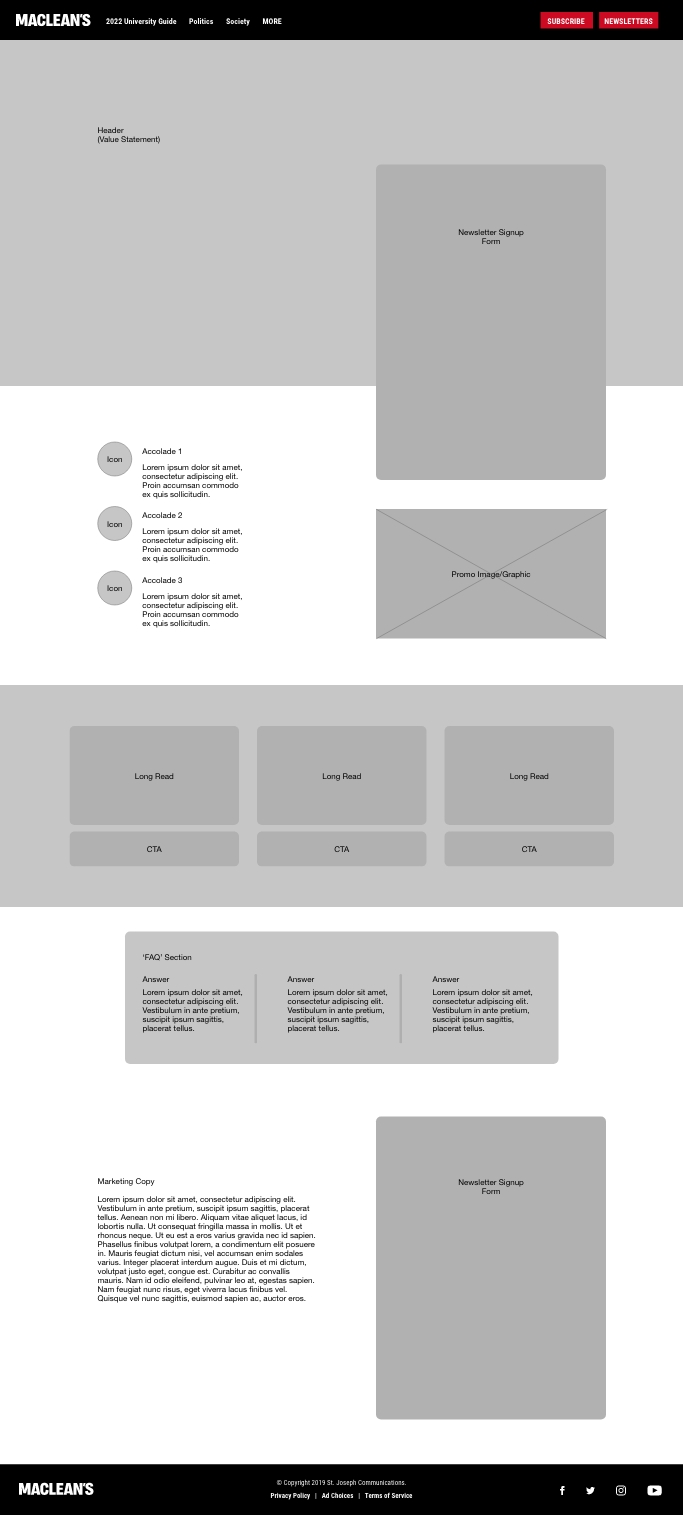 MACLEAN'S
2022 University Guide Politics Society MORE
SUBSCRIBE NEWSLETTERS
Header
(Value Statement)
Newsletter Signup
Form
Icon
Accolade 1
Lorem ipsum dolor sit amet,
consectetur adipiscing elit.
Proin accumsan commodo
ex quis sollicitudin.
Icon
Accolade 2
Lorem ipsum dolor sit amet,
consectetur adipiscing elit.
Proin accumsan commodo
ex quis sollicitudin.
Icon
Accolade 3
Lorem ipsum dolor sit amet,
consectetur adipiscing elit.
Proin accumsan commodo
ex quis sollicitudin.
Promo Image/Graphic
Long Read
Long Read
Long Read
CTA
CTA
CTA
'FAQ' Section
Answer
Lorem ipsum dolor sit amet,
consectetur adipiscing elit.
Vestibulum in ante pretium,
suscipit ipsum sagittis,
placerat tellus.
Answer
Lorem ipsum dolor sit amet,
consectetur adipiscing elit.
Vestibulum in ante pretium,
suscipit ipsum sagittis,
placerat tellus.
Answer
Lorem ipsum dolor sit amet,
consectetur adipiscing elit.
Vestibulum in ante pretium,
suscipit ipsum sagittis,
placerat tellus.
Marketing Copy
Lorem ipsum dolor sit amet, consectetur adipiscing elit.
Vestibulum in ante pretium, suscipit ipsum sagittis, placerat
tellus. Aenean non mi libero. Aliquam vitae aliquet lacus, id
lobortis nulla. Ut consequat fringilla massa in mollis. Ut et
rhoncus neque. Ut eu est a eros varius gravida nec id sapien.
Phasellus finibus volutpat lorem, a condimentum elit posuere
in. Mauris feugiat dictum nisi, vel accumsan enim sodales
varius. Integer placerat interdum augue. Duis et mi dictum,
volutpat justo eget, congue est. Curabitur ac convallis
mauris. Nam id odio eleifend, pulvinar leo at, egestas sapien.
Nam feugiat nunc risus, eget viverra lacus finibus vel.
Quisque vel nunc sagittis, euismod sapien ac, auctor eros.
Newsletter Signup
Form
MACLEAN'S
© Copyright 2019 St. Joseph Communications.
Privacy Policy | Ad Choices | Terms of Service